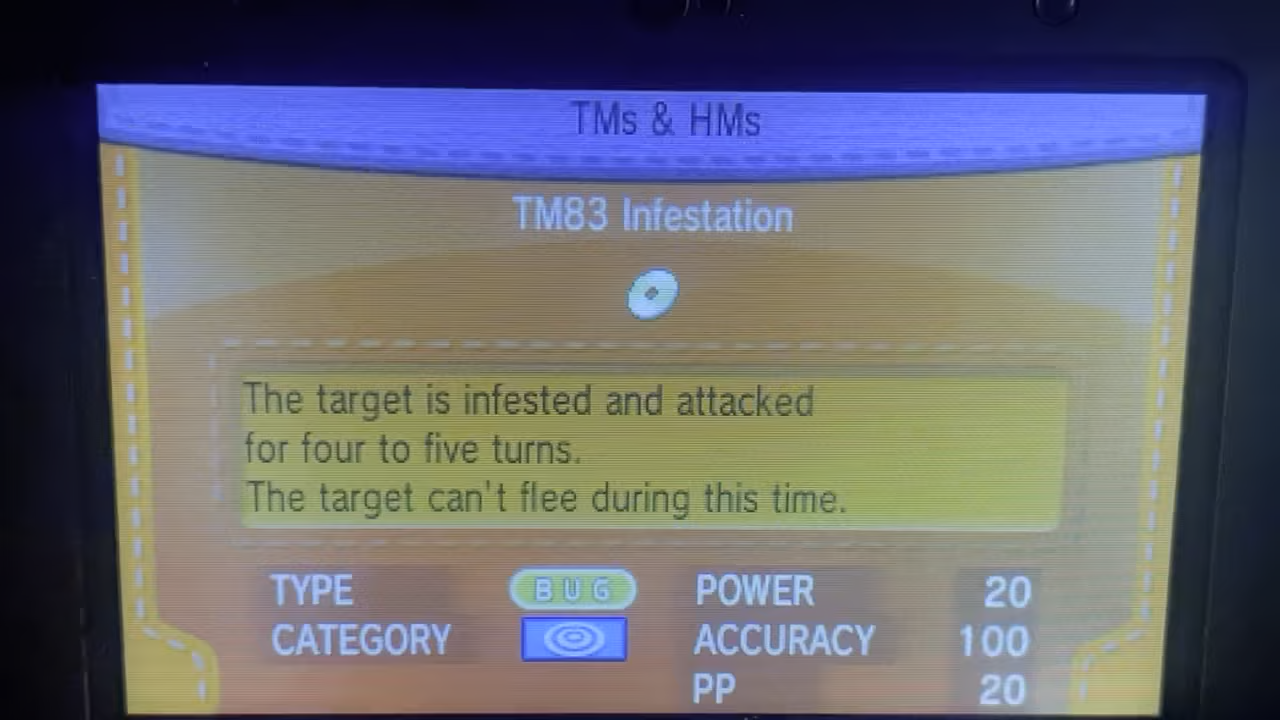 TMs & HMs
TM83 Infestation
The target is infested and attacked
for four to five turns.
The target can't flee during this time.
TYPE BUG POWER 20
CATEGORY ACCURACY 100
PP 20